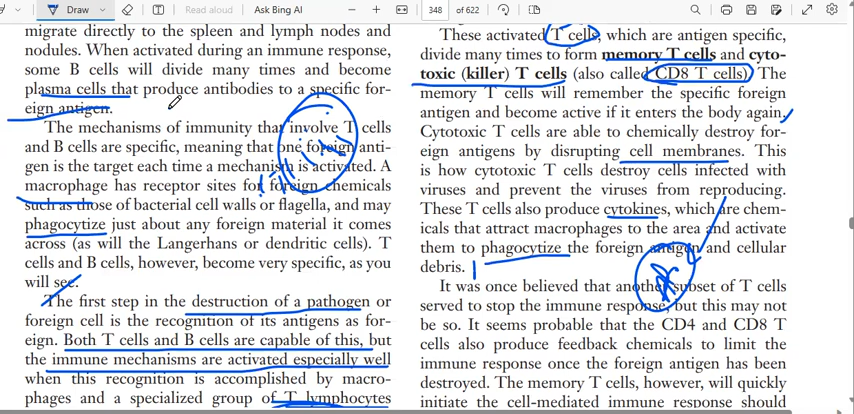 Draw
Read aloud
Ask Bing AI
348
of 622
migrate directly to the spleen and lymph nodes and
nodules. When activated during an immune response,
some B cells will divide many times and become
plasma cells that produce antibodies to a specific for-
eign antigen.
The mechanisms of immunity that involve T cells
and B cells are specific, meaning that one foreign anti-
gen is the target each time a mechanism is activated. A
macrophage has receptor sites for foreign chemicals
such as those of bacterial cell walls or flagella, and may
phagocytize just about any foreign material it comes
across (as will the Langerhans or dendritic cells). T
cells and B cells, however, become very specific, as you
will see.
The first step in the destruction of a pathogen or
foreign cell is the recognition of its antigens as for-
eign. Both T cells and B cells are capable of this, but
the immune mechanisms are activated especially well
when this recognition is accomplished by macro-
phages and a specialized group of T lymphocytes
These activated T cells, which are antigen specific,
divide many times to form memory T cells and cyto-
toxic (killer) T cells (also called CD8 T cells). The
memory T cells will remember the specific foreign
antigen and become active if it enters the body again.
Cytotoxic T cells are able to chemically destroy for-
eign antigens by disrupting cell membranes. This
is how cytotoxic T cells destroy cells infected with
viruses and prevent the viruses from reproducing.
These T cells also produce cytokines, which are chem-
icals that attract macrophages to the area and activate
them to phagocytize the foreign antigen and cellular
debris.
It was once believed that another subset of T cells
served to stop the immune response, but this may not
be so. It seems probable that the CD4 and CD8 T
cells also produce feedback chemicals to limit the
immune response once the foreign antigen has been
destroyed. The memory T cells, however, will quickly
initiate the cell-mediated immune response should